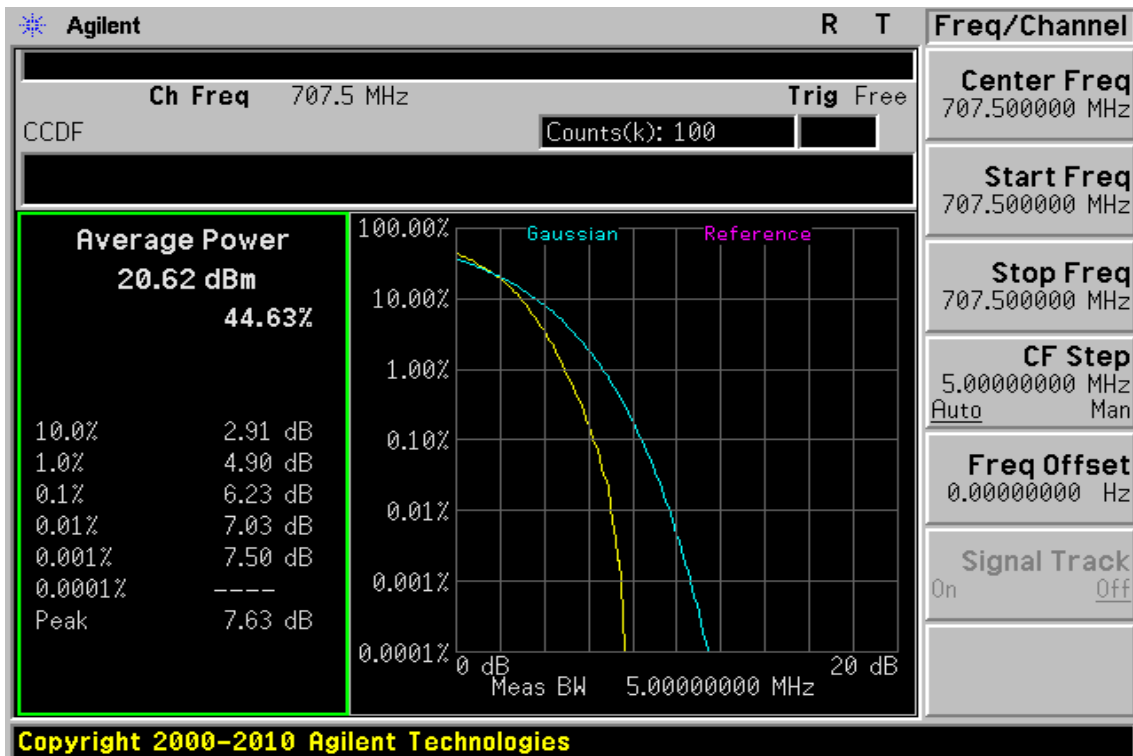 Agilent R T
Ch Freq 707.5 MHz Trig Free
CCDF Counts(k): 100
Average Power
20.62 dBm
44.63%
10.0% 2.91 dB
1.0% 4.90 dB
0.1% 6.23 dB
0.01% 7.03 dB
0.001% 7.50 dB
0.0001% ----
Peak 7.63 dB
Gaussian Reference
100.00%
10.00%
1.00%
0.10%
0.01%
0.001%
0.0001%
0 dB 20 dB
Meas BW 5.00000000 MHz
Freq/Channel
Center Freq
707.500000 MHz
Start Freq
707.500000 MHz
Stop Freq
707.500000 MHz
CF Step
5.00000000 MHz
Auto Man
Freq Offset
0.00000000 Hz
Signal Track
On Off
Copyright 2000-2010 Agilent Technologies